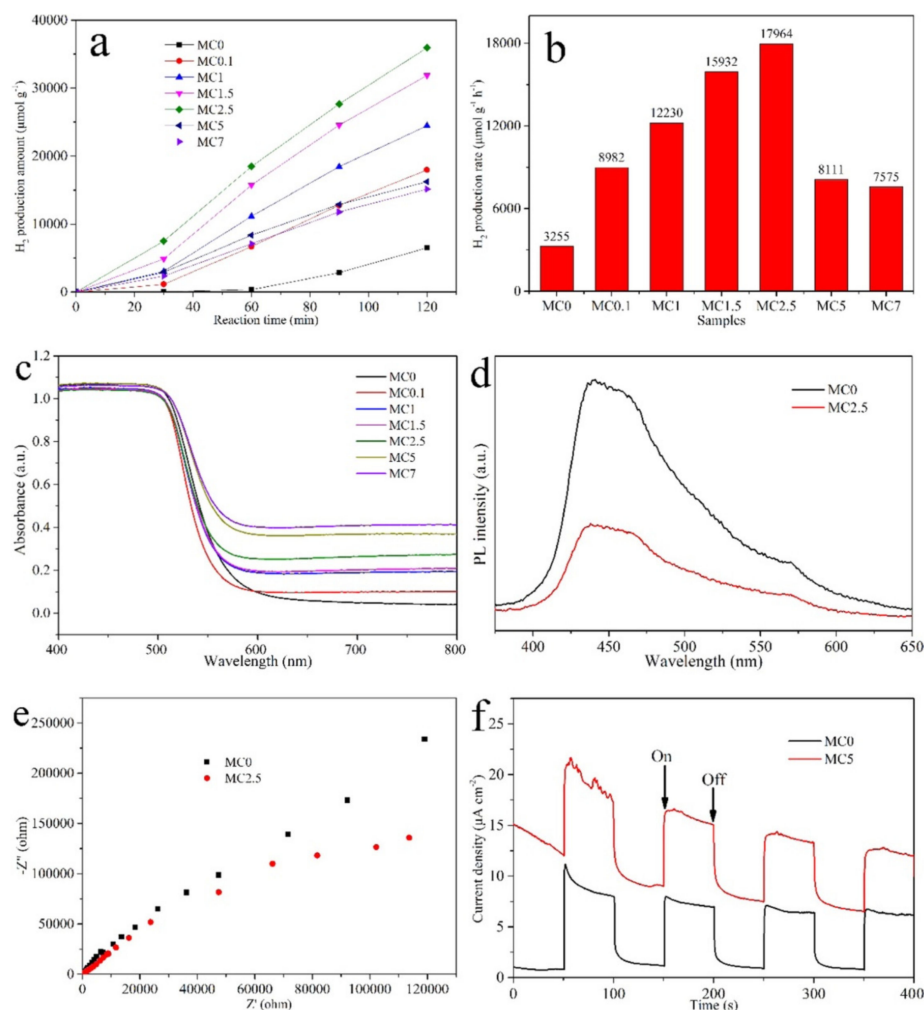 a
H₂ production amount (μmol g⁻¹)
40000
30000
20000
10000
0
MC0
MC0.1
MC1
MC1.5
MC2.5
MC5
MC7
0 20 40 60 80 100 120
Reaction time (min)
b
H₂ production rate (μmol g⁻¹ h⁻¹)
18000
12000
6000
0
3255
8982
12230
15932
17964
8111
7575
MC0 MC0.1 MC1 MC1.5 MC2.5 MC5 MC7
Samples
c
Absorbance (a.u.)
1.2
1.0
0.8
0.6
0.4
0.2
0.0
MC0
MC0.1
MC1
MC1.5
MC2.5
MC5
MC7
400 500 600 700 800
Wavelength (nm)
d
PL intensity (a.u.)
MC0
MC2.5
400 450 500 550 600 650
Wavelength (nm)
e
-Z'' (ohm)
250000
200000
150000
100000
50000
0
MC0
MC2.5
0 20000 40000 60000 80000 100000 120000
Z' (ohm)
f
Current density (μA cm⁻²)
25
20
15
10
5
0
MC0
MC5
On
Off
0 100 200 300 400
Time (s)